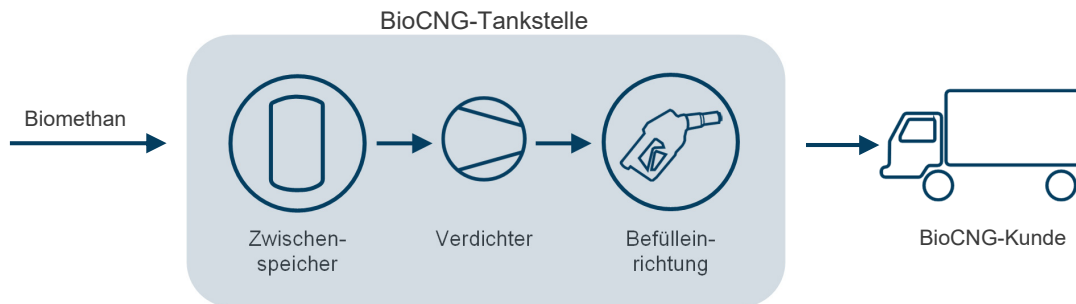 BioCNG-Tankstelle
Biomethan
Zwischen-
speicher
Verdichter
Befüllein-
richtung
BioCNG-Kunde